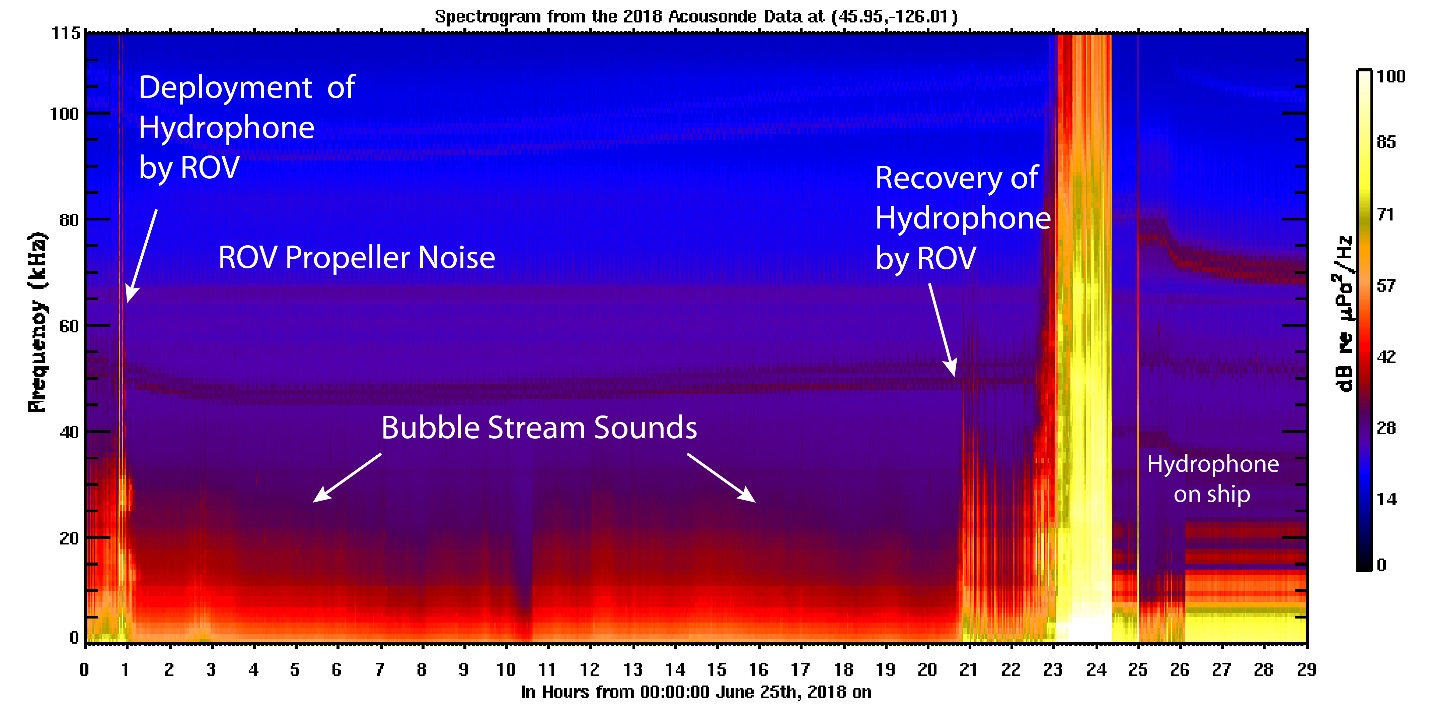 Spectrogram from the 2018 Acousonde Data at (45.95,-126.01)
115
100
80
60
40
20
0
Frequency (kHz)
Deployment of
Hydrophone
by ROV
ROV Propeller Noise
Bubble Stream Sounds
Recovery of
Hydrophone
by ROV
Hydrophone
on ship
0 1 2 3 4 5 6 7 8 9 10 11 12 13 14 15 16 17 18 19 20 21 22 23 24 25 26 27 28 29
In Hours from 00:00:00 June 25th, 2018 on
100
85
71
57
42
28
14
0
dB re µPa²/Hz